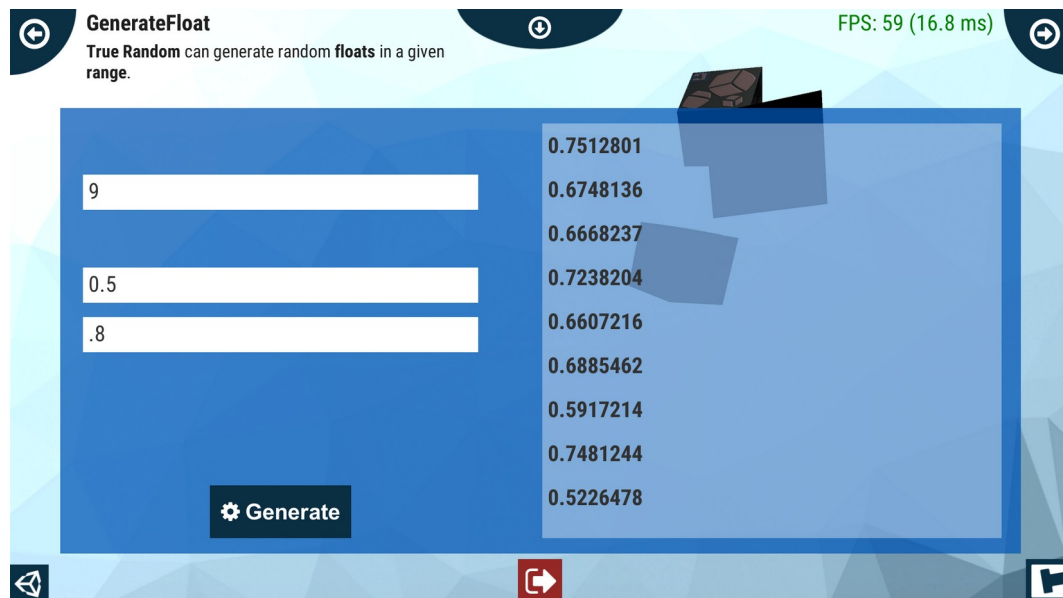 GenerateFloat
True Random can generate random floats in a given
range.
FPS: 59 (16.8 ms)
9
0.5
.8
Generate
0.7512801
0.6748136
0.6668237
0.7238204
0.6607216
0.6885462
0.5917214
0.7481244
0.5226478